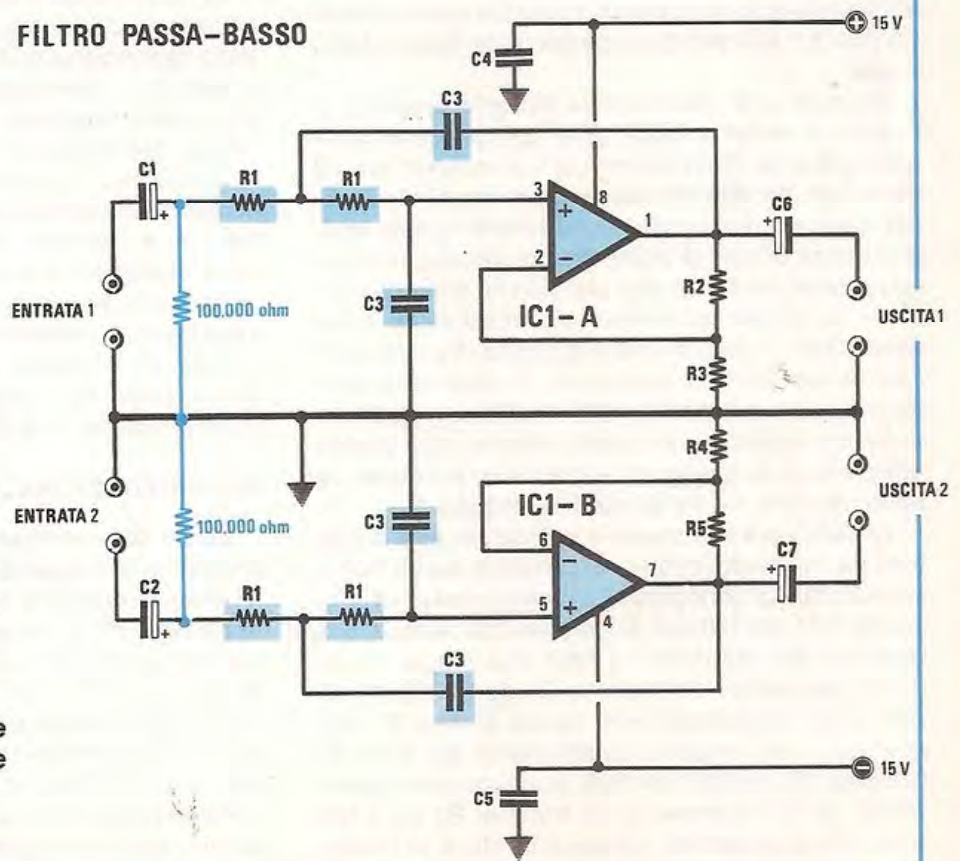 FILTRO PASSA-BASSO
15 V
C4
C3
C1
R1
R1
3
8
1
C6
2
R2
ENTRATA 1
100.000 ohm
C3
IC1-A
USCITA 1
R3
R4
ENTRATA 2
100.000 ohm
C3
IC1-B
USCITA 2
R5
6
7
C2
R1
R1
5
4
C7
C3
e
e
15 V
C5